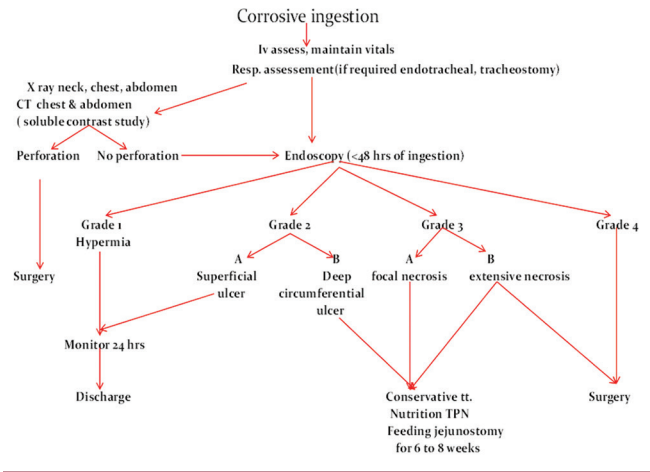 Corrosive ingestion
Iv assess, maintain vitals
Resp. assessement(if required endotracheal, tracheostomy)
X ray neck, chest, abdomen
CT chest & abdomen
( soluble contrast study)
Perforation
No perforation
Endoscopy (<48 hrs of ingestion)
Grade 1
Hypermia
Grade 2
Grade 3
Grade 4
Surgery
A
Superficial
ulcer
B
Deep
circumferential
ulcer
A
focal necrosis
B
extensive necrosis
Monitor 24 hrs
Discharge
Conservative tt.
Nutrition TPN
Feeding jejunostomy
for 6 to 8 weeks
Surgery